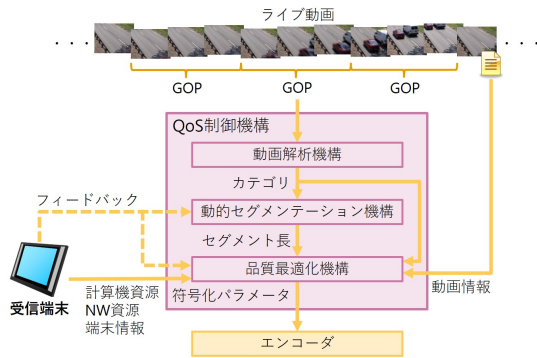 ライブ動画
・・・
・・・
GOP
GOP
GOP
QoS制御機構
動画解析機構
カテゴリ
フィードバック
動的セグメンテーション機構
セグメント長
品質最適化機構
動画情報
計算機資源
NW資源
端末情報
受信端末
符号化パラメータ
エンコーダ